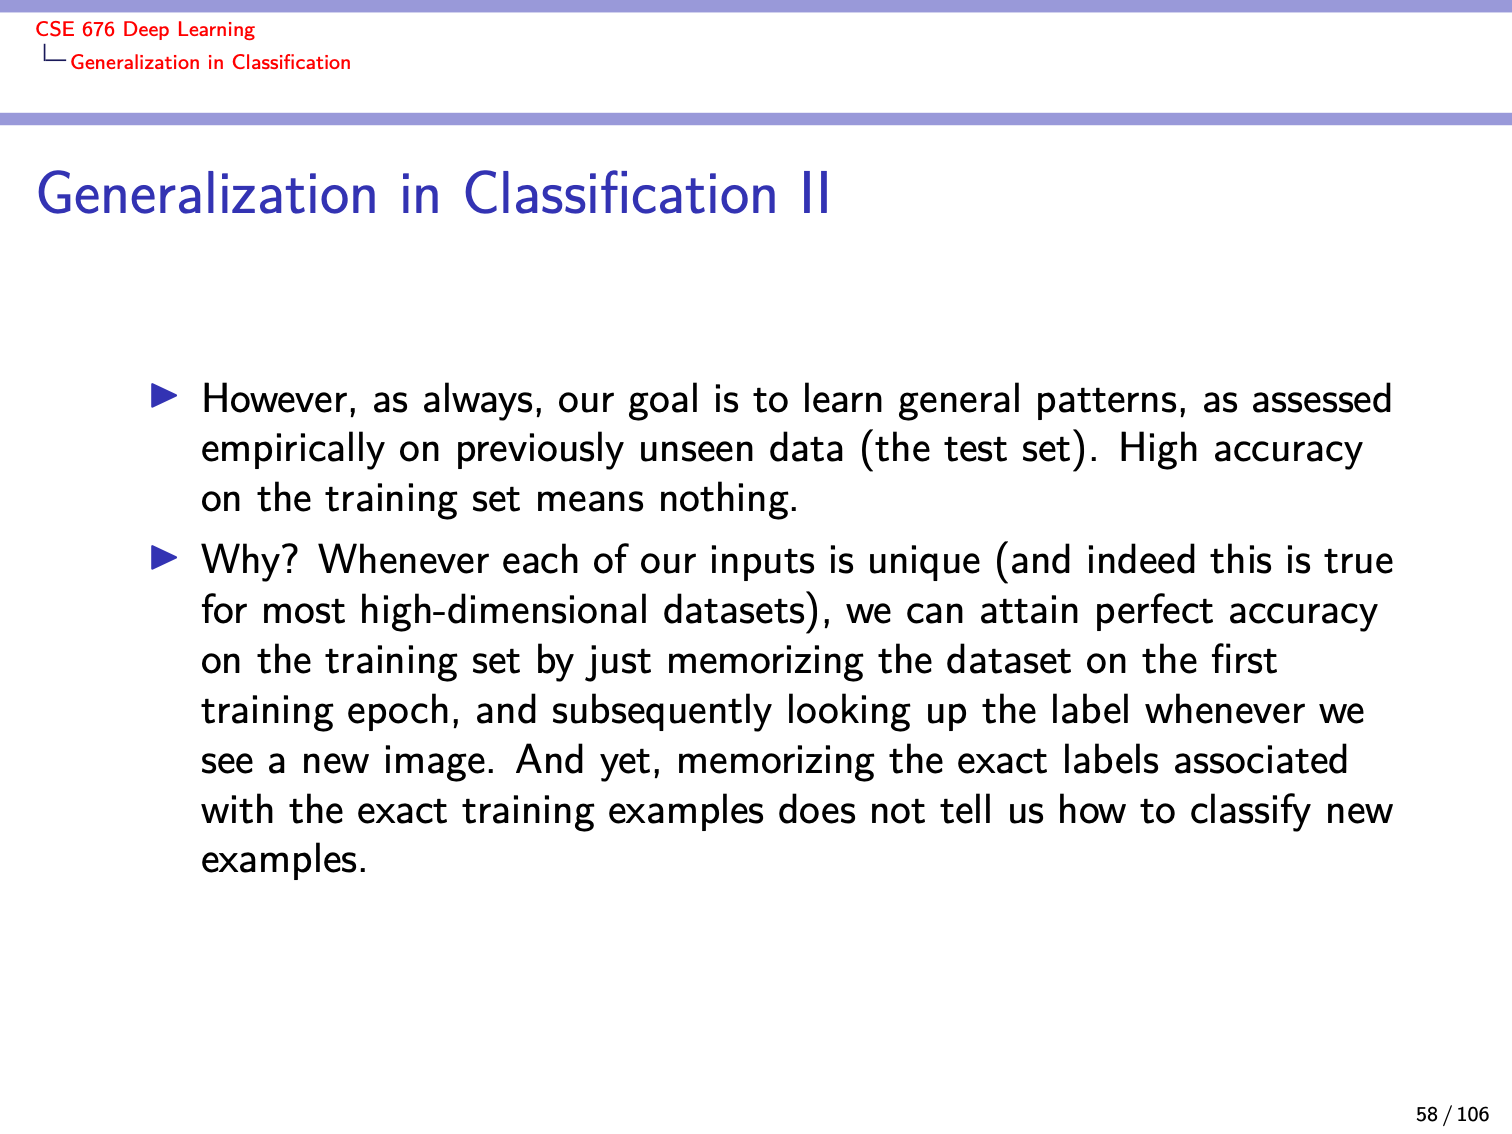 CSE 676 Deep Learning
Generalization in Classification
Generalization in Classification II
However, as always, our goal is to learn general patterns, as assessed
empirically on previously unseen data (the test set). High accuracy
on the training set means nothing.
Why? Whenever each of our inputs is unique (and indeed this is true
for most high-dimensional datasets), we can attain perfect accuracy
on the training set by just memorizing the dataset on the first
training epoch, and subsequently looking up the label whenever we
see a new image. And yet, memorizing the exact labels associated
with the exact training examples does not tell us how to classify new
examples.
58 / 106